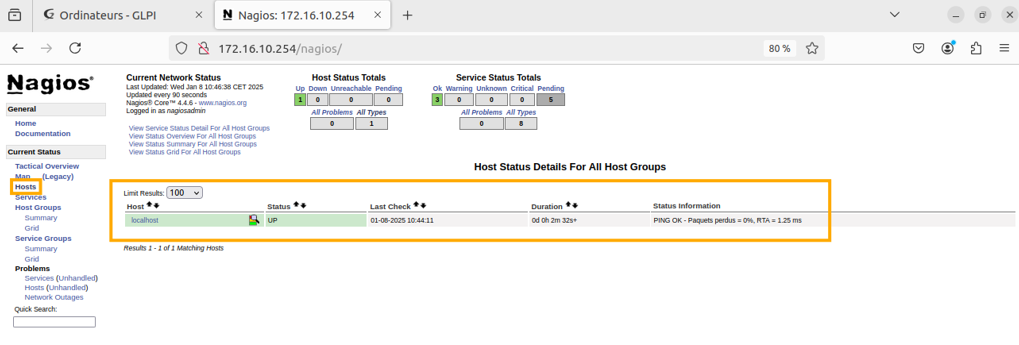 Ordinateurs - GLPI
Nagios: 172.16.10.254
172.16.10.254/nagios/
80 %
Nagios®
General
Home
Documentation
Current Status
Tactical Overview
Map (Legacy)
Hosts
Services
Host Groups
Summary
Grid
Service Groups
Summary
Grid
Problems
Services (Unhandled)
Hosts (Unhandled)
Network Outages
Quick Search:
Current Network Status
Last Updated: Wed Jan 8 10:46:38 CET 2025
Updated every 90 seconds
Nagios® Core™ 4.4.6 - www.nagios.org
Logged in as nagiosadmin
View Service Status Detail For All Host Groups
View Status Overview For All Host Groups
View Status Summary For All Host Groups
View Status Grid For All Host Groups
Host Status Totals
Up Down Unreachable Pending
1 0 0 0
All Problems All Types
0 1
Service Status Totals
Ok Warning Unknown Critical Pending
3 0 0 0 5
All Problems All Types
0 8
Host Status Details For All Host Groups
Limit Results: 100
Host Status Last Check Duration Status Information
localhost UP 01-08-2025 10:44:11 0d 0h 2m 32s+ PING OK - Paquets perdus = 0%, RTA = 1.25 ms
Results 1 - 1 of 1 Matching Hosts